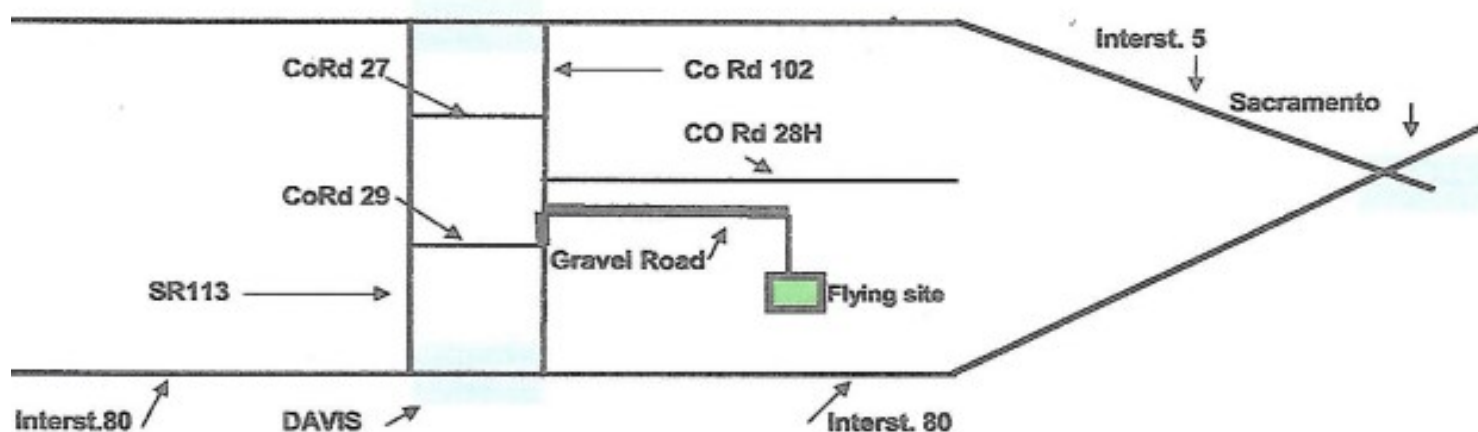 Interst. 5
CoRd 27
Co Rd 102
Sacramento
CO Rd 28H
CoRd 29
Gravel Road
SR113
Flying site
Interst.80
DAVIS
Interst. 80